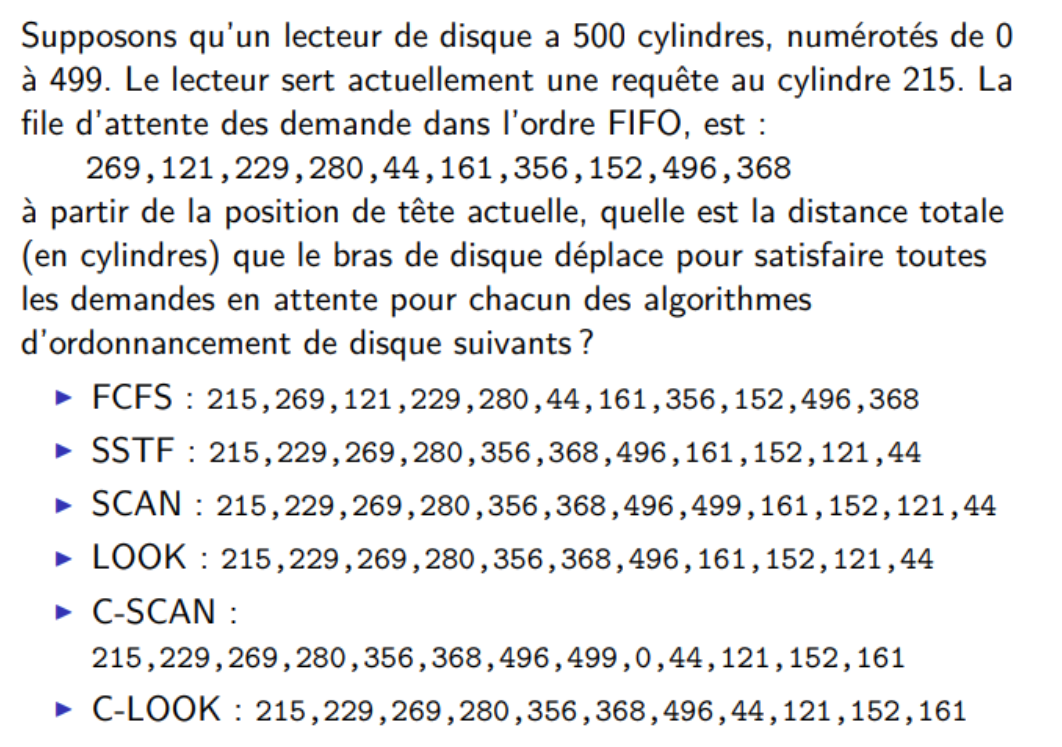 Supposons qu'un lecteur de disque a 500 cylindres, numérotés de 0
à 499. Le lecteur sert actuellement une requête au cylindre 215. La
file d'attente des demande dans l'ordre FIFO, est :
269,121,229,280,44,161,356,152,496,368
à partir de la position de tête actuelle, quelle est la distance totale
(en cylindres) que le bras de disque déplace pour satisfaire toutes
les demandes en attente pour chacun des algorithmes
d'ordonnancement de disque suivants ?
▶ FCFS : 215,269,121,229,280,44,161,356,152,496,368
▶ SSTF : 215,229,269,280,356,368,496,161,152,121,44
▶ SCAN : 215,229,269,280,356,368,496,499,161,152,121,44
▶ LOOK : 215,229,269,280,356,368,496,161,152,121,44
▶ C-SCAN :
215,229,269,280,356,368,496,499,0,44,121,152,161
▶ C-LOOK : 215,229,269,280,356,368,496,44,121,152,161